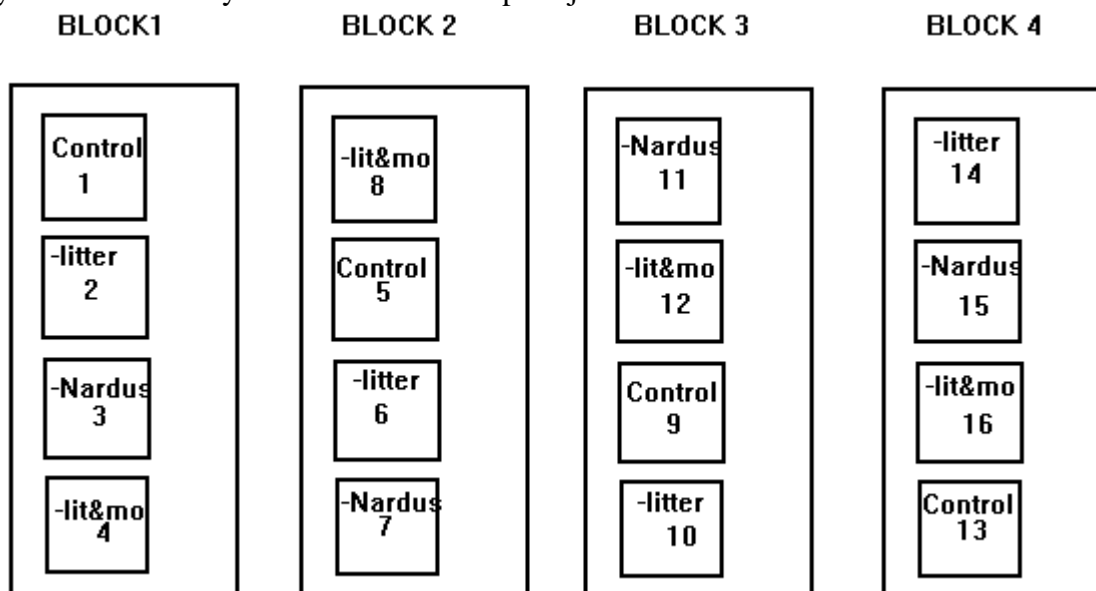 BLOCK1
BLOCK 2
BLOCK 3
BLOCK 4
Control
1
-litter
2
-Nardus
3
-lit&mo
4
-lit&mo
8
Control
5
-litter
6
-Nardus
7
-Nardus
11
-lit&mo
12
Control
9
-litter
10
-litter
14
-Nardus
15
-lit&mo
16
Control
13